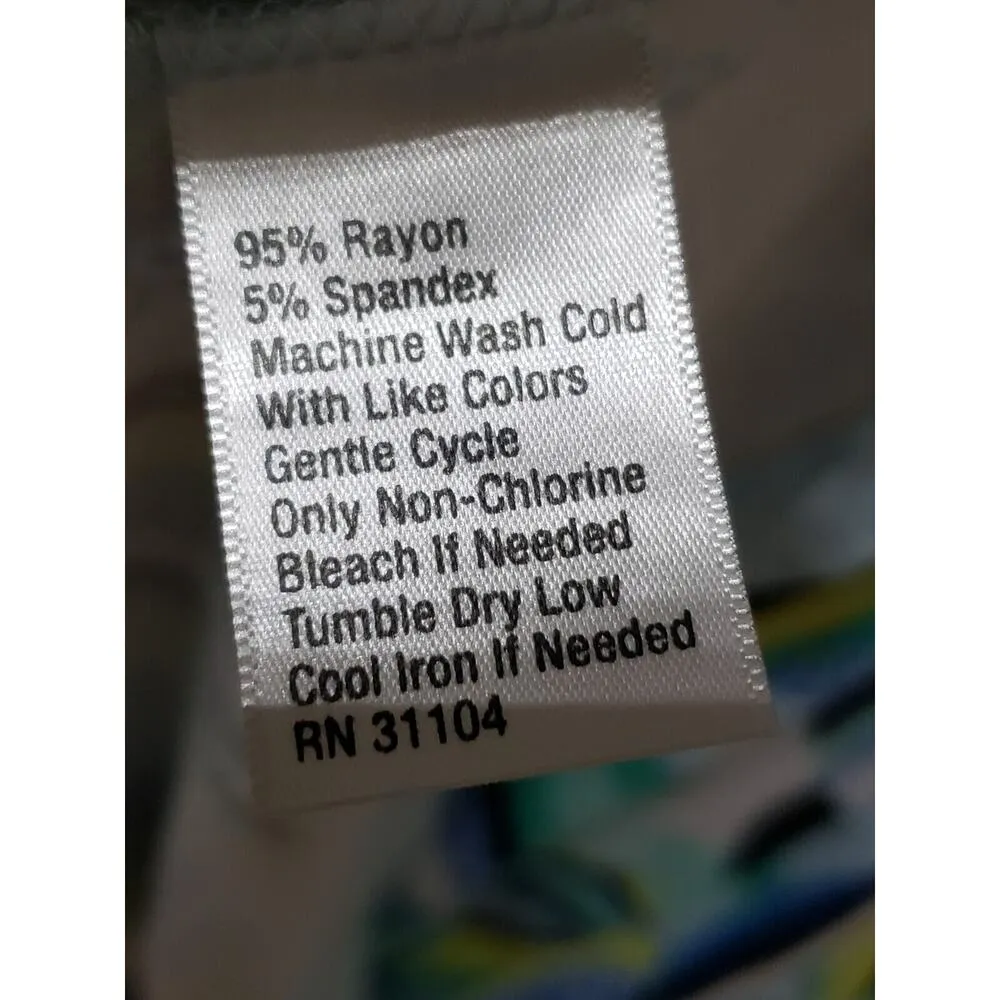 95% Rayon
5% Spandex
Machine Wash Cold
With Like Colors
Gentle Cycle
Only Non-Chlorine
Bleach If Needed
Tumble Dry Low
Cool Iron If Needed
RN 31104